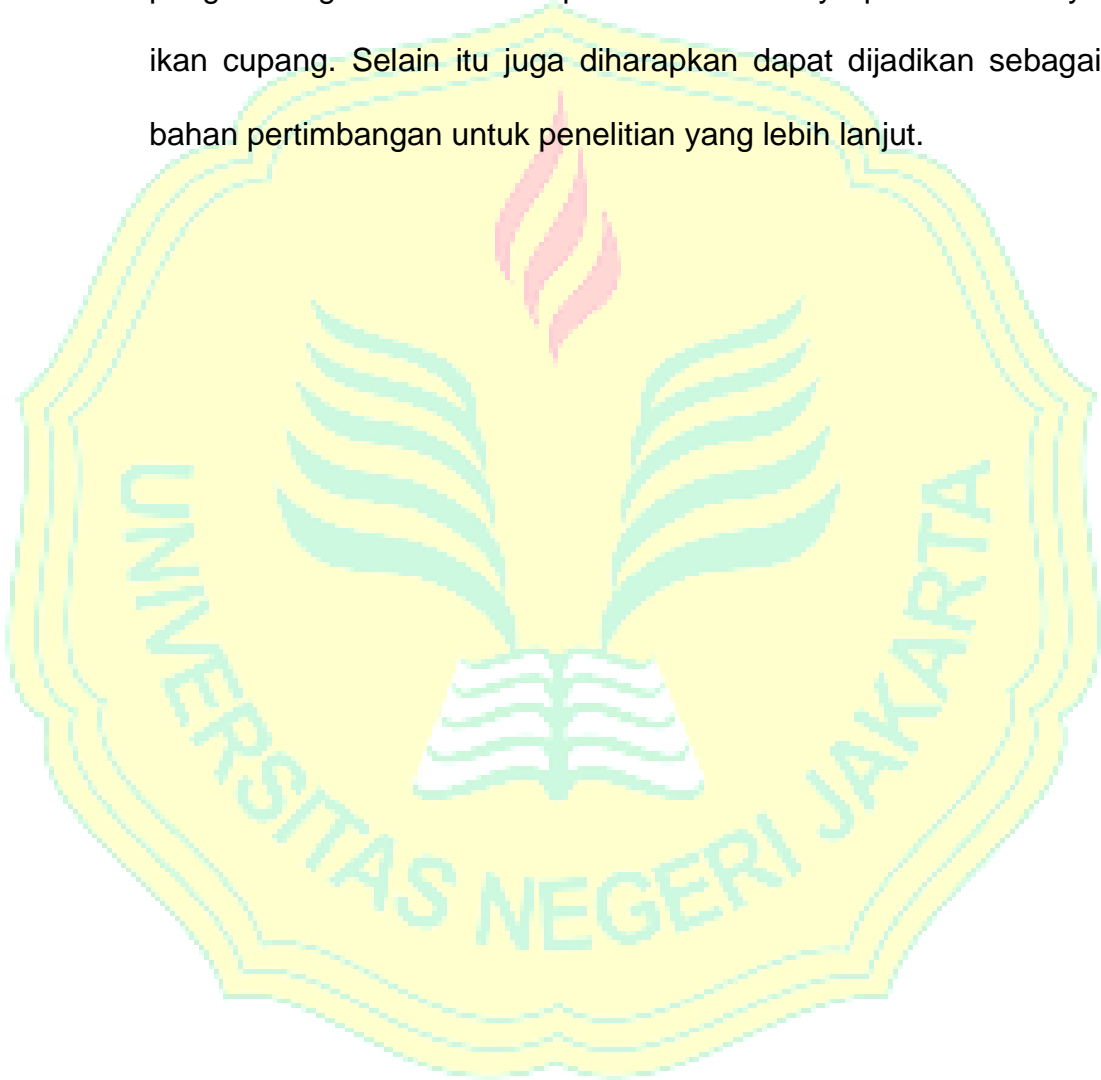 ikan cupang. Selain itu juga diharapkan dapat dijadikan sebagai
bahan pertimbangan untuk penelitian yang lebih lanjut.
UNIVERSITAS NEGERI JAKARTA